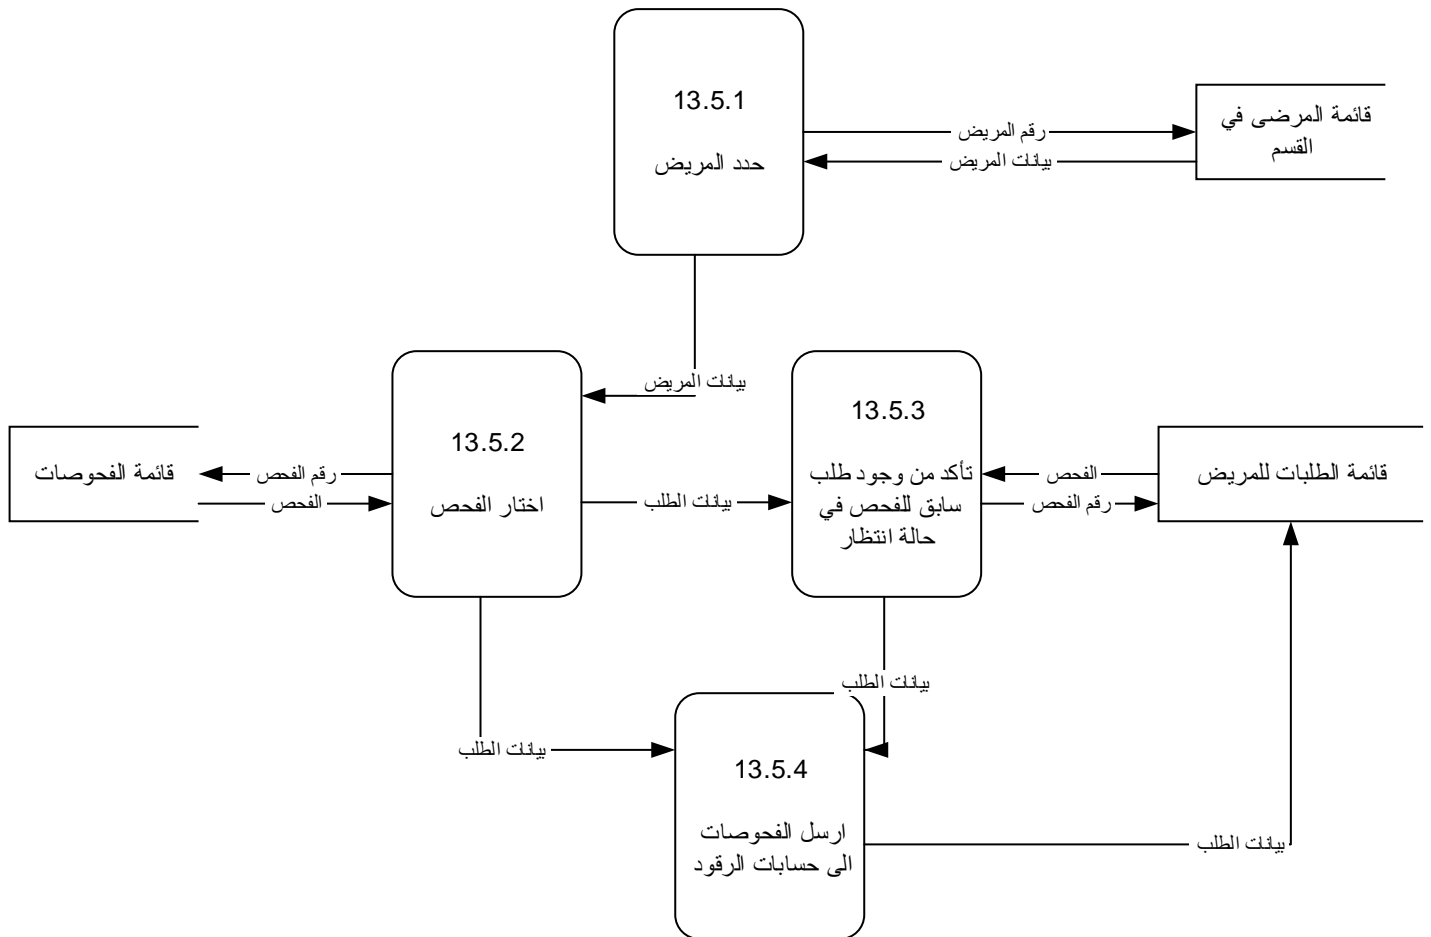 13.5.1
حدد المريض
رقم المريض
بيانات المريض
قائمة المرضى في
القسم
بيانات المريض
13.5.2
اختار الفحص
رقم الفحص
الفحص
قائمة الفحوصات
بيانات الطلب
13.5.3
تأكد من وجود طلب
سابق للفحص في
حالة انتظار
الفحص
رقم الفحص
قائمة الطلبات للمريض
بيانات الطلب
بيانات الطلب
13.5.4
ارسل الفحوصات
الى حسابات الرقود
بيانات الطلب